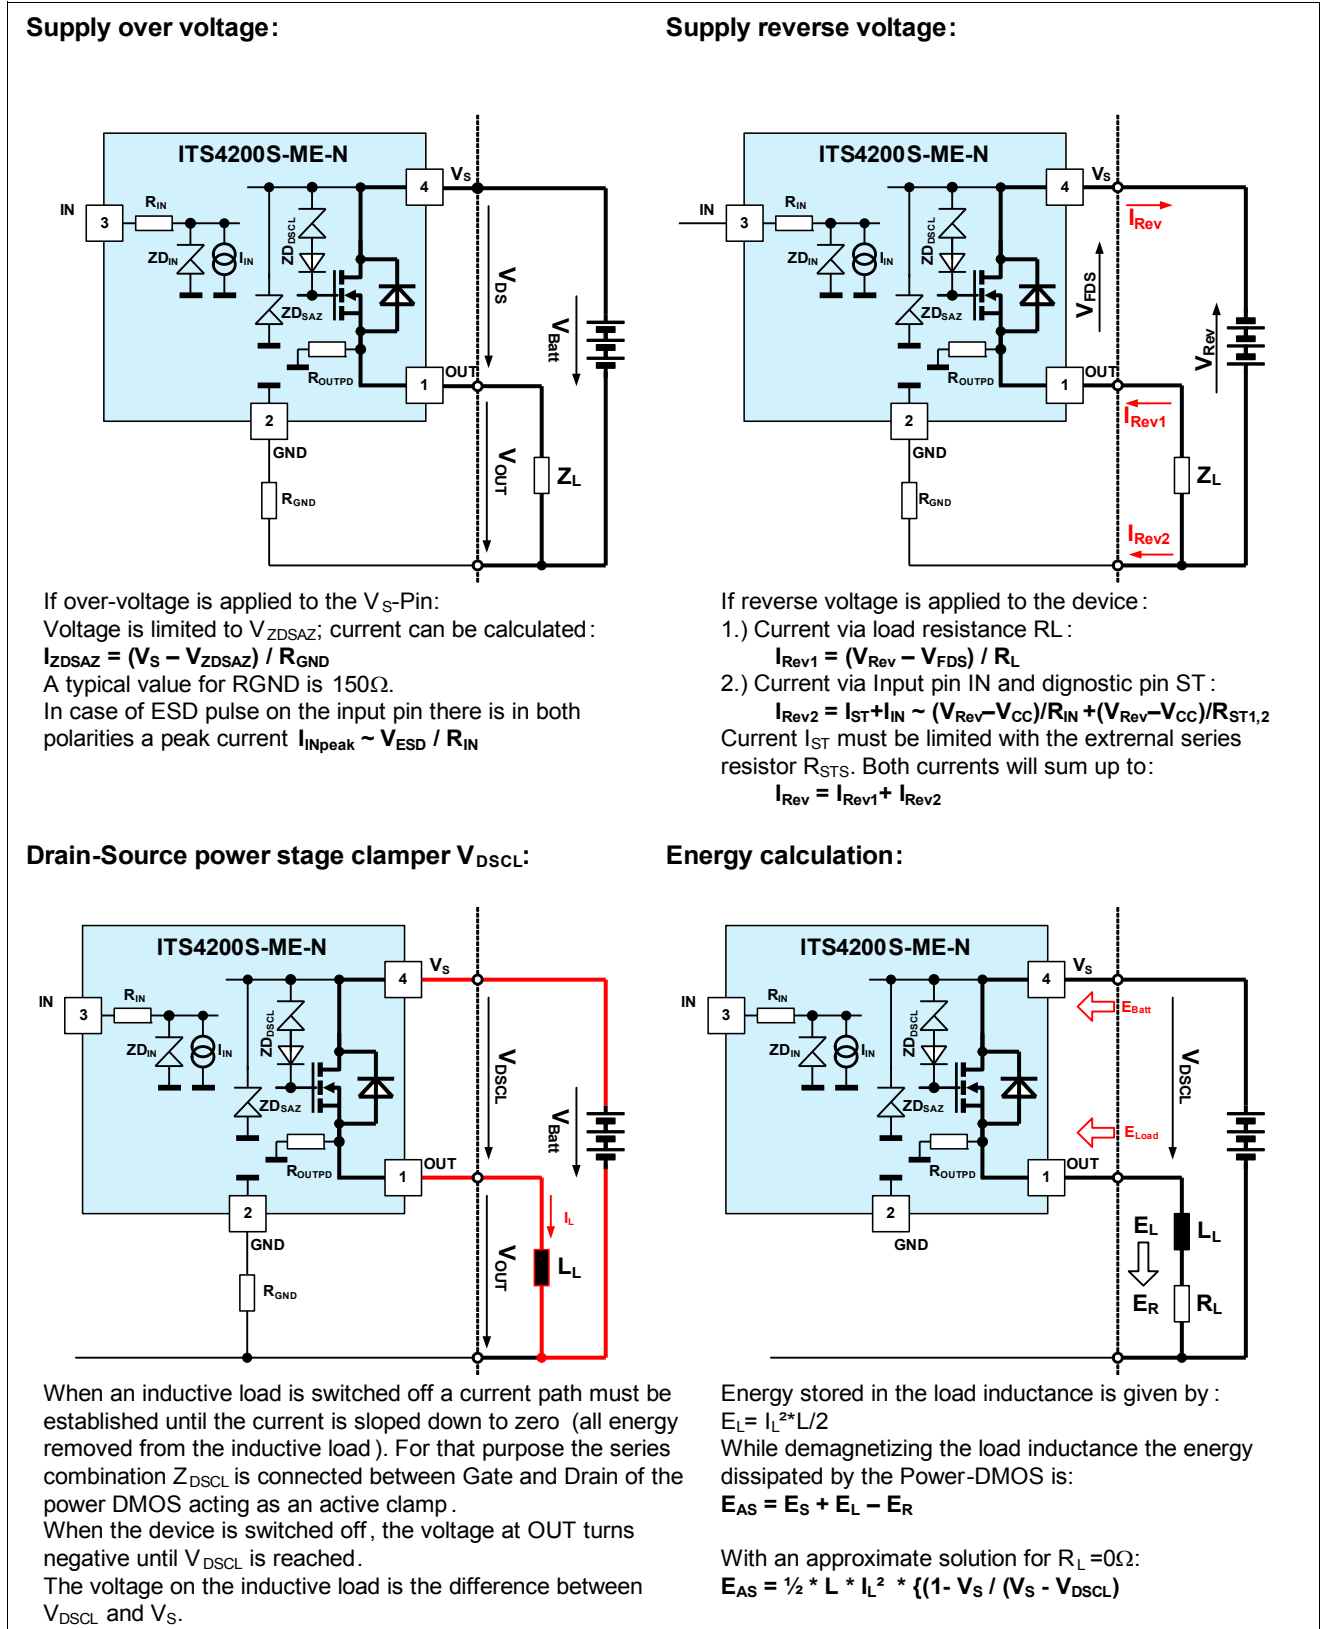 Supply over voltage:
ITS4200S-ME-N
VS
4
IN
3
RIN
ZDIN
IIN
ZDDSCL
ZDSAZ
ROUTPD
VDS
VBatt
OUT
1
2
GND
VOUT
ZL
RGND
If over-voltage is applied to the VS-Pin:
Voltage is limited to VZDSAZ; current can be calculated:
IZDSAZ = (VS – VZDSAZ) / RGND
A typical value for RGND is 150Ω.
In case of ESD pulse on the input pin there is in both
polarities a peak current IINpeak ~ VESD / RIN
Supply reverse voltage:
ITS4200S-ME-N
VS
4
IRev
IN
3
RIN
ZDIN
IIN
ZDDSCL
ZDSAZ
ROUTPD
VFDS
VRev
OUT
1
IRev1
2
GND
ZL
RGND
IRev2
If reverse voltage is applied to the device:
1.) Current via load resistance RL:
IRev1 = (VRev – VFDS) / RL
2.) Current via Input pin IN and dignostic pin ST:
IRev2 = IST+IIN ~ (VRev–VCC)/RIN +(VRev–VCC)/RST1,2
Current IST must be limited with the extrernal series
resistor RSTS. Both currents will sum up to:
IRev = IRev1+ IRev2
Drain-Source power stage clamper VDSCL:
ITS4200S-ME-N
VS
4
IN
3
RIN
ZDIN
IIN
ZDDSCL
ZDSAZ
ROUTPD
VDSCL
VBatt
OUT
1
2
GND
IL
VOUT
LL
RGND
When an inductive load is switched off a current path must be
established until the current is sloped down to zero (all energy
removed from the inductive load). For that purpose the series
combination ZDSCL is connected between Gate and Drain of the
power DMOS acting as an active clamp.
When the device is switched off, the voltage at OUT turns
negative until VDSCL is reached.
The voltage on the inductive load is the difference between
VDSCL and VS.
Energy calculation:
ITS4200S-ME-N
VS
4
EBatt
IN
3
RIN
ZDIN
IIN
ZDDSCL
ZDSAZ
ROUTPD
VDSCL
ELoad
OUT
1
2
GND
EL
LL
ER
RL
Energy stored in the load inductance is given by:
EL= IL²*L/2
While demagnetizing the load inductance the energy
dissipated by the Power-DMOS is:
EAS = ES + EL – ER
With an approximate solution for RL =0Ω:
EAS = ½ * L * IL² * {(1- VS / (VS - VDSCL)